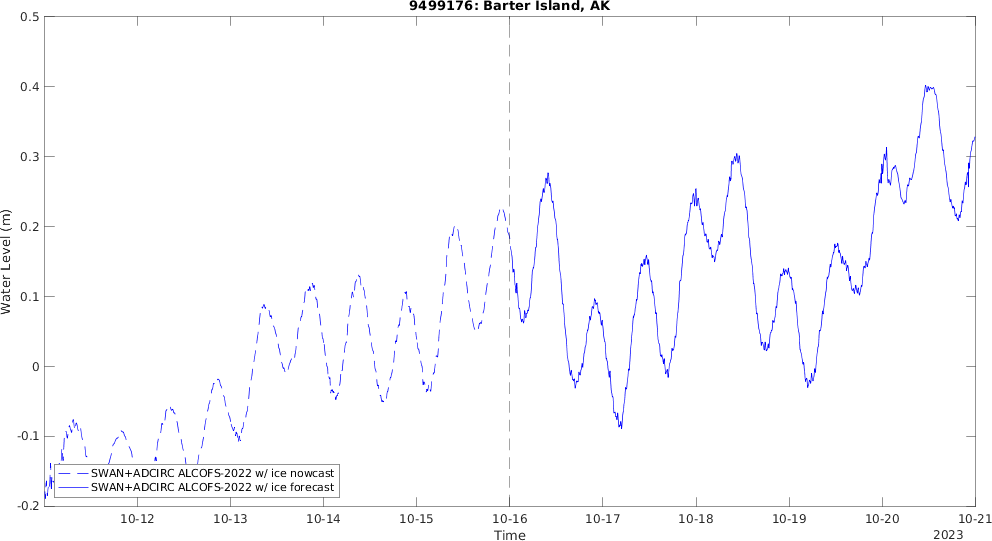 9499176: Barter Island, AK
0.5
0.4
0.3
0.2
0.1
0
-0.1
-0.2
Water Level (m)
SWAN+ADCIRC ALCOFS-2022 w/ ice nowcast
SWAN+ADCIRC ALCOFS-2022 w/ ice forecast
10-12 10-13 10-14 10-15 10-16 10-17 10-18 10-19 10-20 10-21
Time
2023